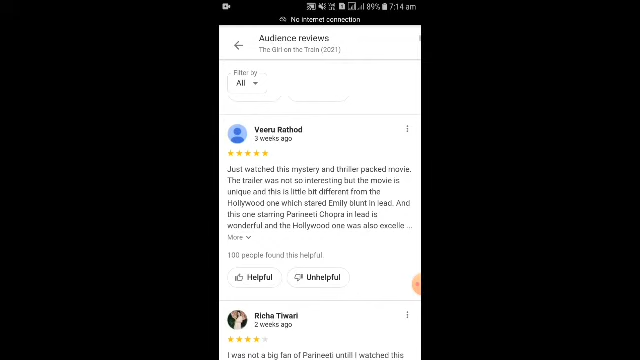 89% 7:14 am
No internet connection
Audience reviews
The Girl on the Train (2021)
Filter by
All
Veeru Rathod
3 weeks ago
Just watched this mystery and thriller packed movie.
The trailer was not so interesting but the movie is
unique and this is little bit different from the
Hollywood one which stared Emily blunt in lead. And
this one starring Parineeti Chopra in lead is
wonderful and the Hollywood one was also excelle ...
More
100 people found this helpful.
Helpful
Unhelpful
Richa Tiwari
2 weeks ago
I was not a big fan of Parineeti untill I watched this